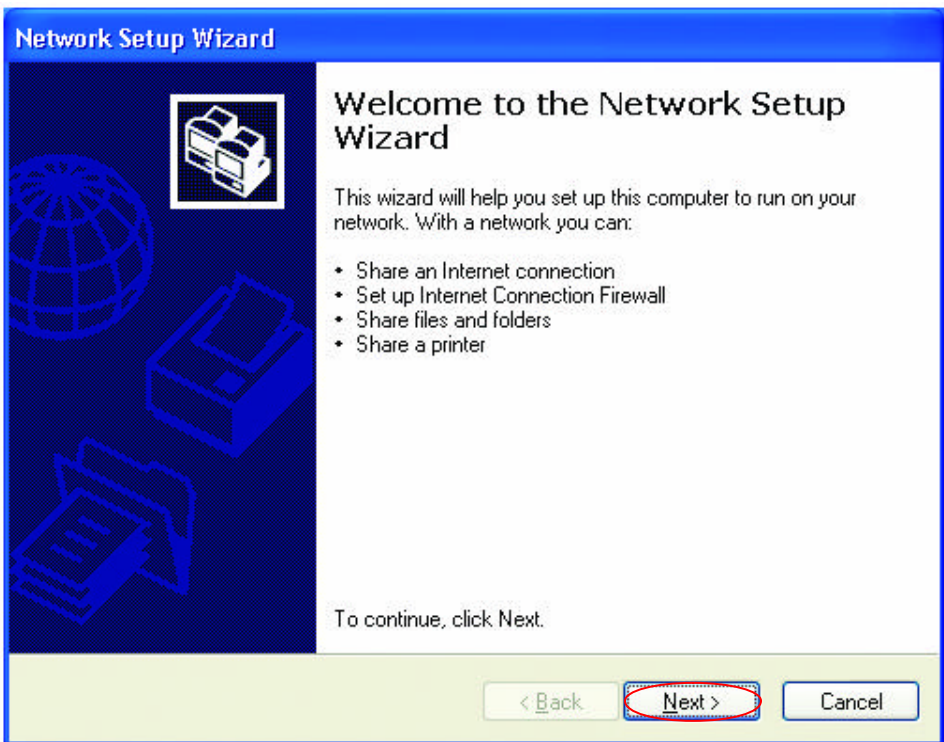 Network Setup Wizard
Welcome to the Network Setup
Wizard
This wizard will help you set up this computer to run on your
network. With a network you can:
• Share an Internet connection
• Set up Internet Connection Firewall
• Share files and folders
• Share a printer
To continue, click Next.
< Back
Next >
Cancel